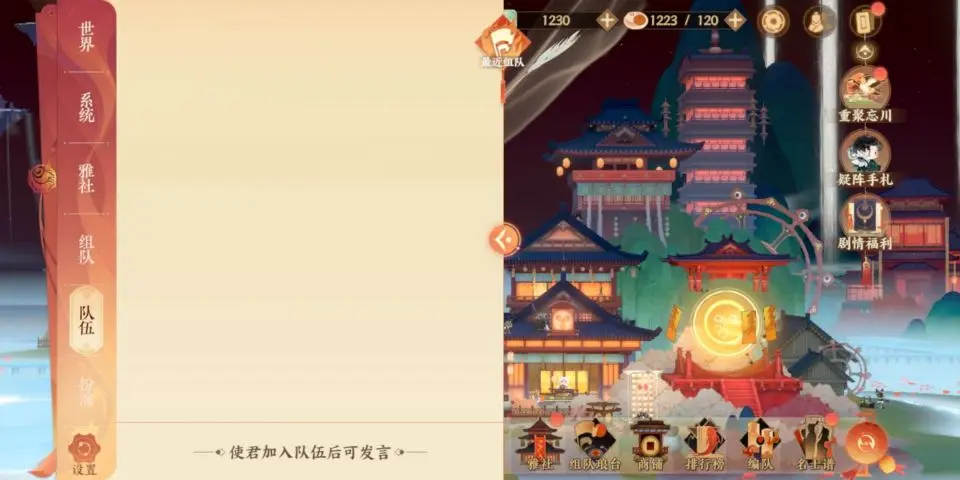 世界
系统
雅社
组队
队伍
扮演
设置
使君加入队伍后可发言
最近组队
1230
1223 / 120
重聚忘川
疑阵手札
剧情福利
雅社
组队琅台
商铺
排行榜
编队
名士谱